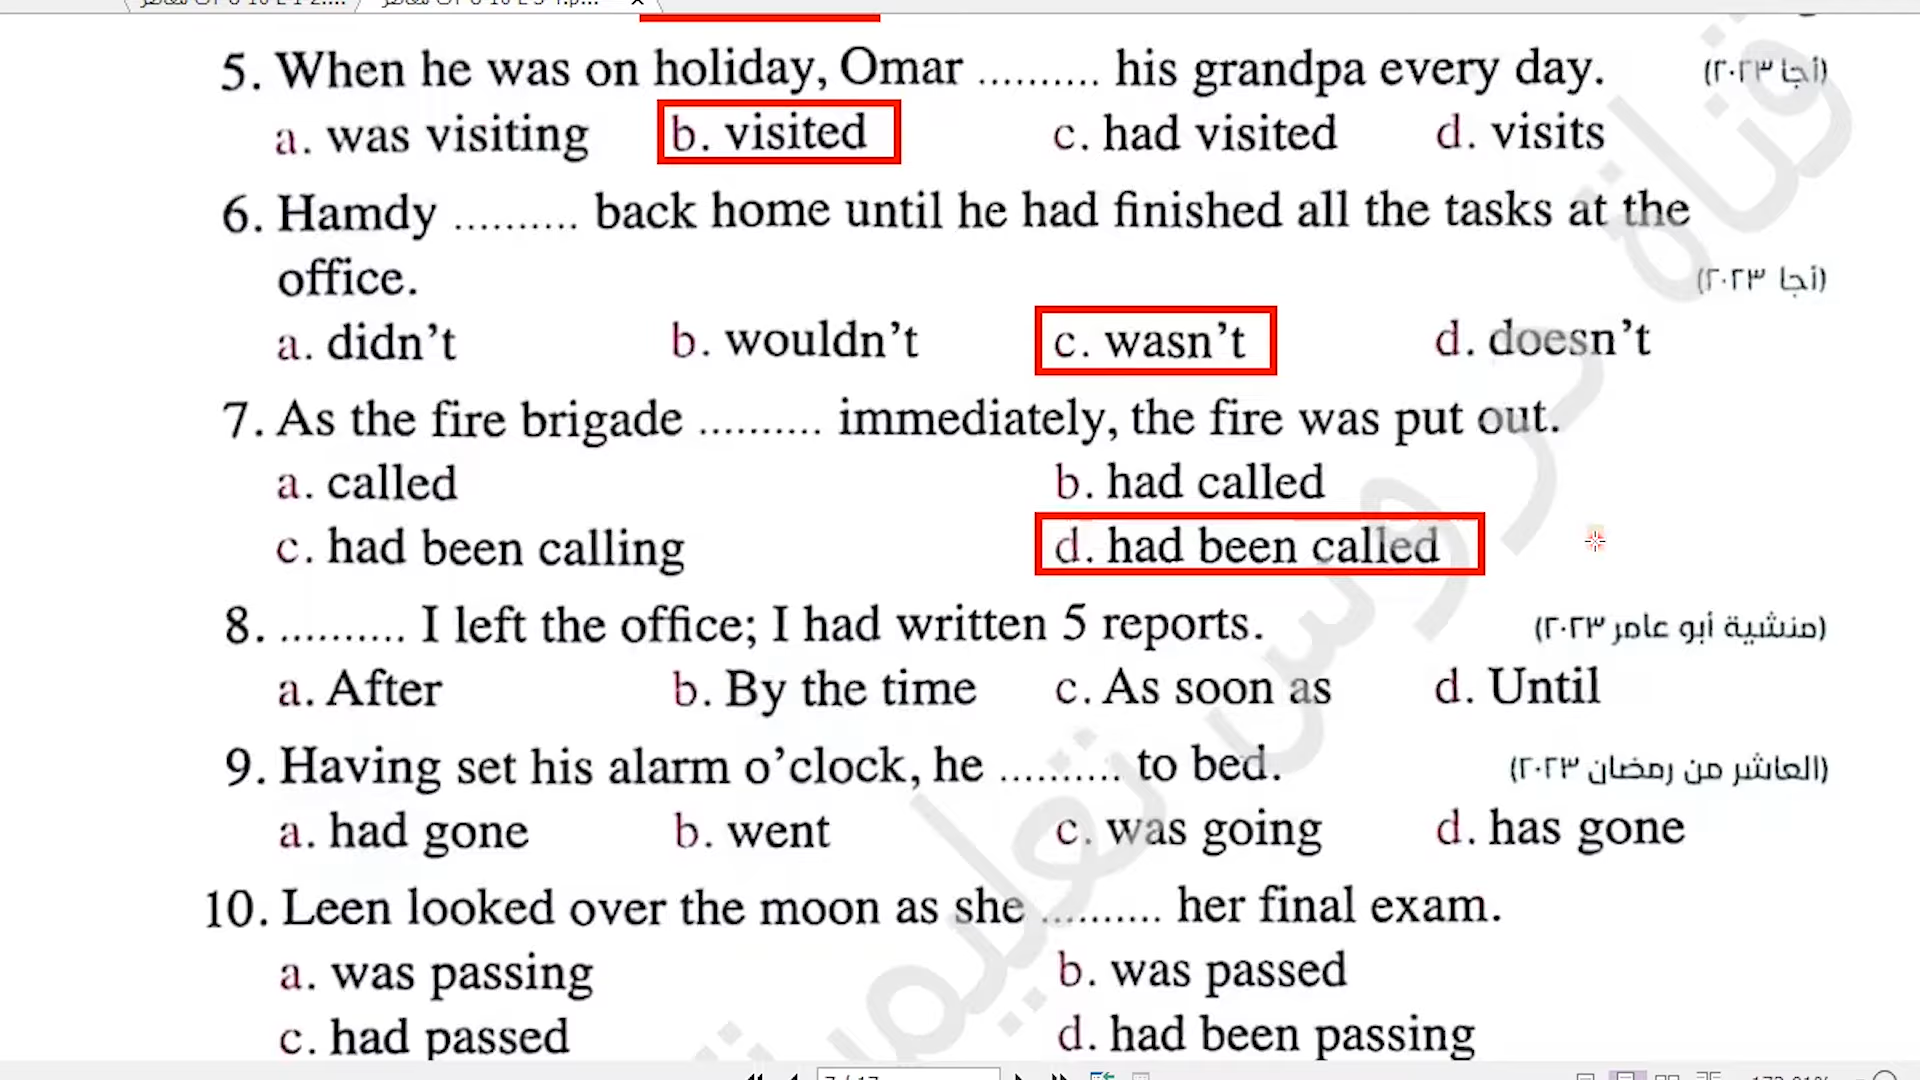 5. When he was on holiday, Omar .......... his grandpa every day. (أجا ٢٠٢٣)
a. was visiting b. visited c. had visited d. visits
6. Hamdy .......... back home until he had finished all the tasks at the
office. (أجا ٢٠٢٣)
a. didn't b. wouldn't c. wasn't d. doesn't
7. As the fire brigade .......... immediately, the fire was put out.
a. called b. had called
c. had been calling d. had been called
8. .......... I left the office; I had written 5 reports. (منشية أبو عامر ٢٠٢٣)
a. After b. By the time c. As soon as d. Until
9. Having set his alarm o'clock, he .......... to bed. (العاشر من رمضان ٢٠٢٣)
a. had gone b. went c. was going d. has gone
10. Leen looked over the moon as she .......... her final exam.
a. was passing b. was passed
c. had passed d. had been passing